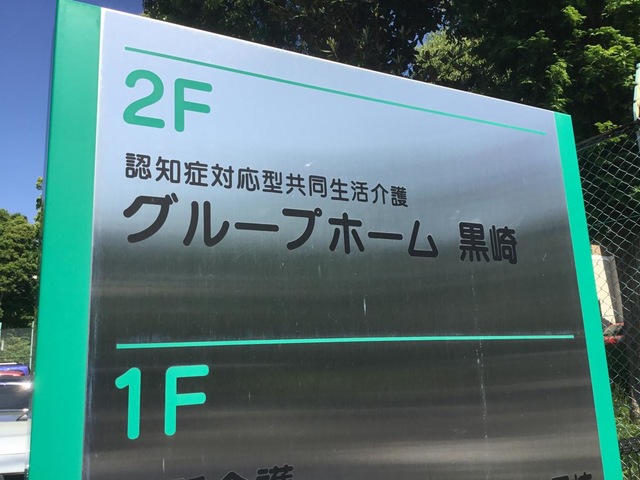 2F
認知症対応型共同生活介護
グループホーム 黒崎
1F